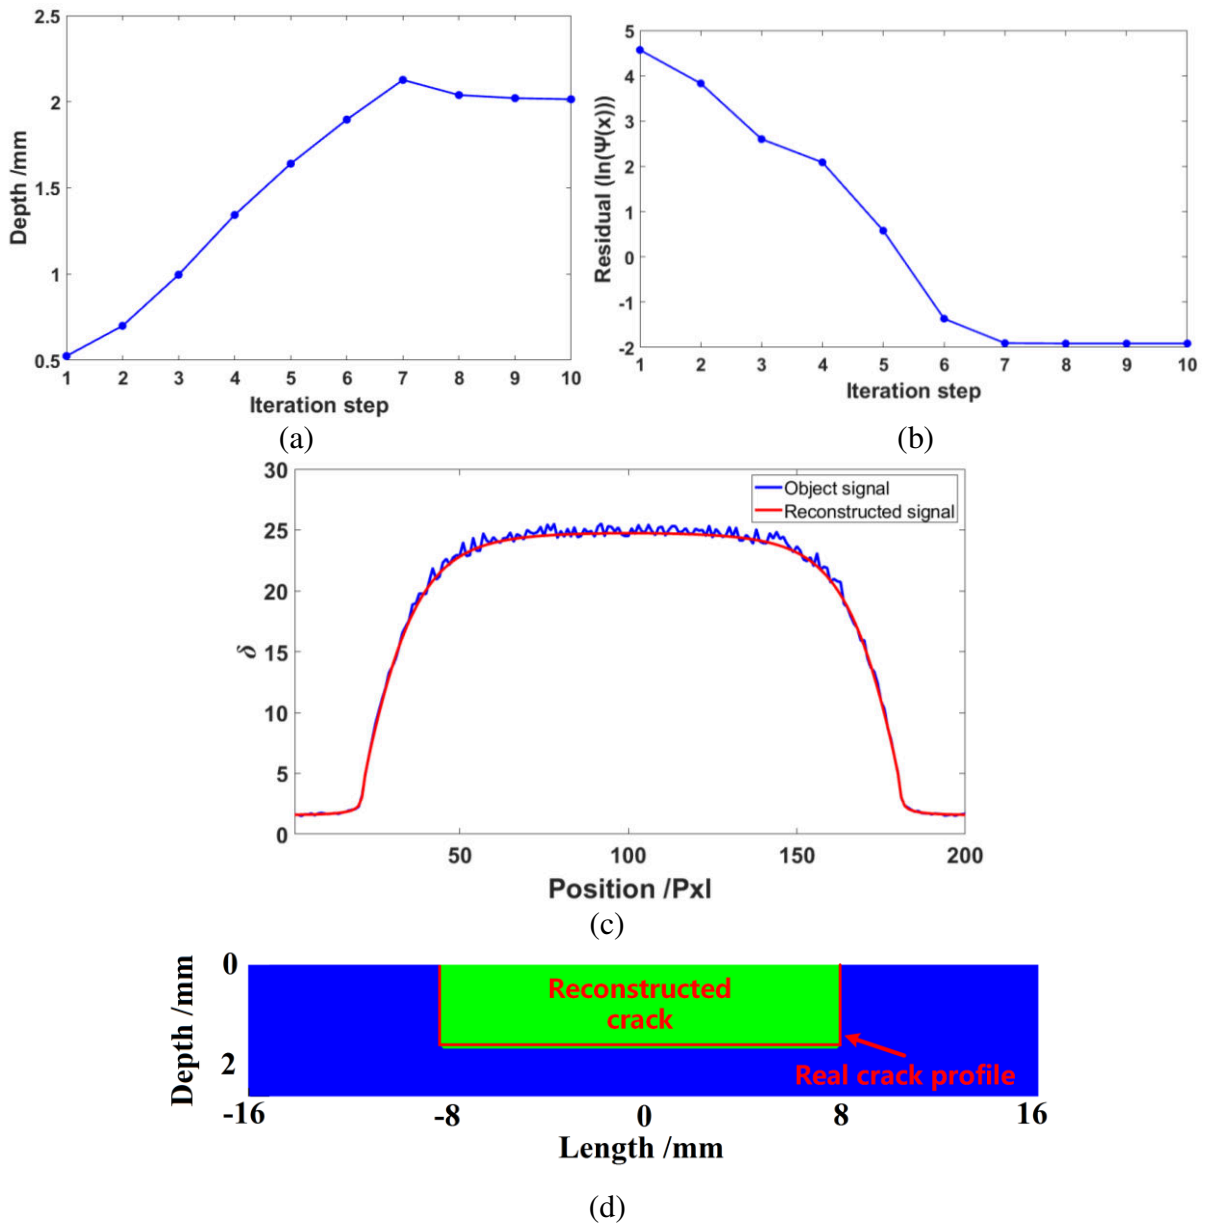 2.5
2
1.5
1
0.5
Depth /mm
1 2 3 4 5 6 7 8 9 10
Iteration step
(a)
5
4
3
2
1
0
-1
-2
Residual (ln(Ψ(x)))
1 2 3 4 5 6 7 8 9 10
Iteration step
(b)
30
25
20
15
10
5
0
δ
Object signal
Reconstructed signal
50 100 150 200
Position /Pxl
(c)
0
2
Depth /mm
Reconstructed
crack
Real crack profile
-16 -8 0 8 16
Length /mm
(d)